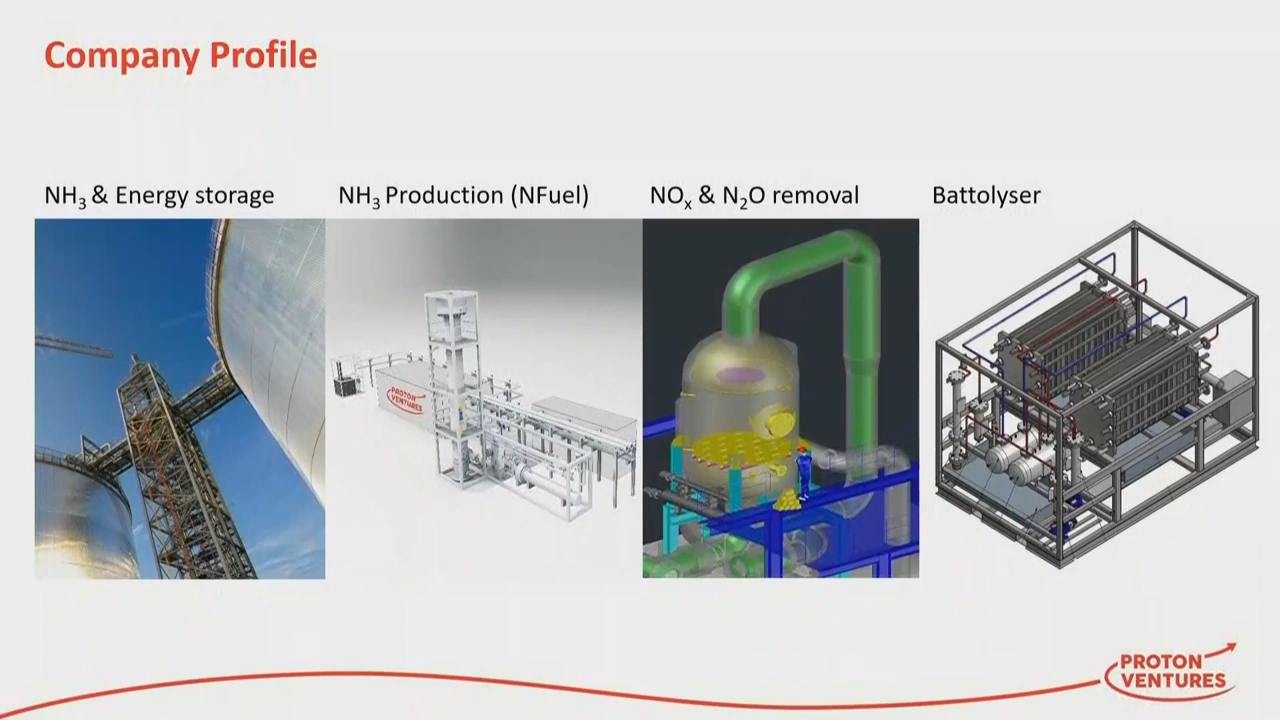 Company Profile
NH₃ & Energy storage
NH₃ Production (NFuel)
NOₓ & N₂O removal
Battolyser
PROTON
VENTURES
PROTON
VENTURES